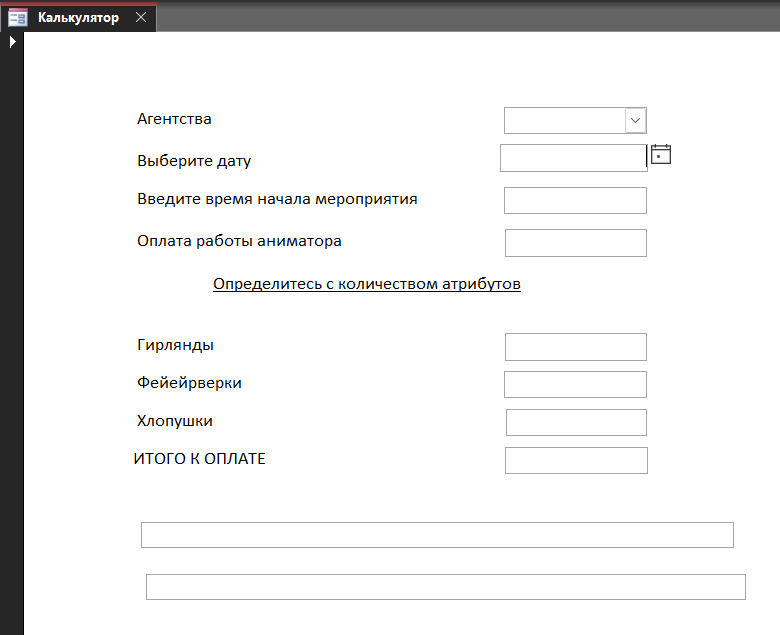 Калькулятор
Агентства
Выберите дату
Введите время начала мероприятия
Оплата работы аниматора
Определитесь с количеством атрибутов
Гирлянды
Фейейрверки
Хлопушки
ИТОГО К ОПЛАТЕ